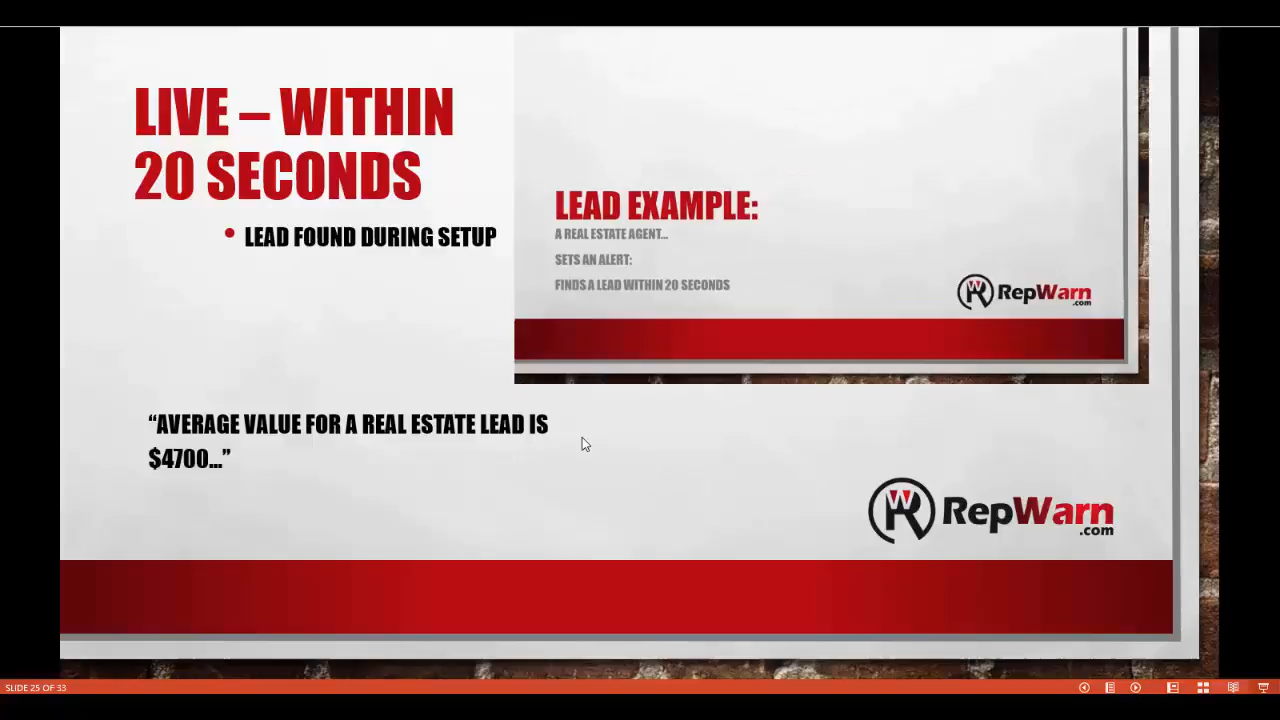 LIVE – WITHIN
20 SECONDS
• LEAD FOUND DURING SETUP
LEAD EXAMPLE:
A REAL ESTATE AGENT...
SETS AN ALERT:
FINDS A LEAD WITHIN 20 SECONDS
RepWarn
.com
“AVERAGE VALUE FOR A REAL ESTATE LEAD IS
$4700...”
RepWarn
.com
SLIDE 25 OF 33